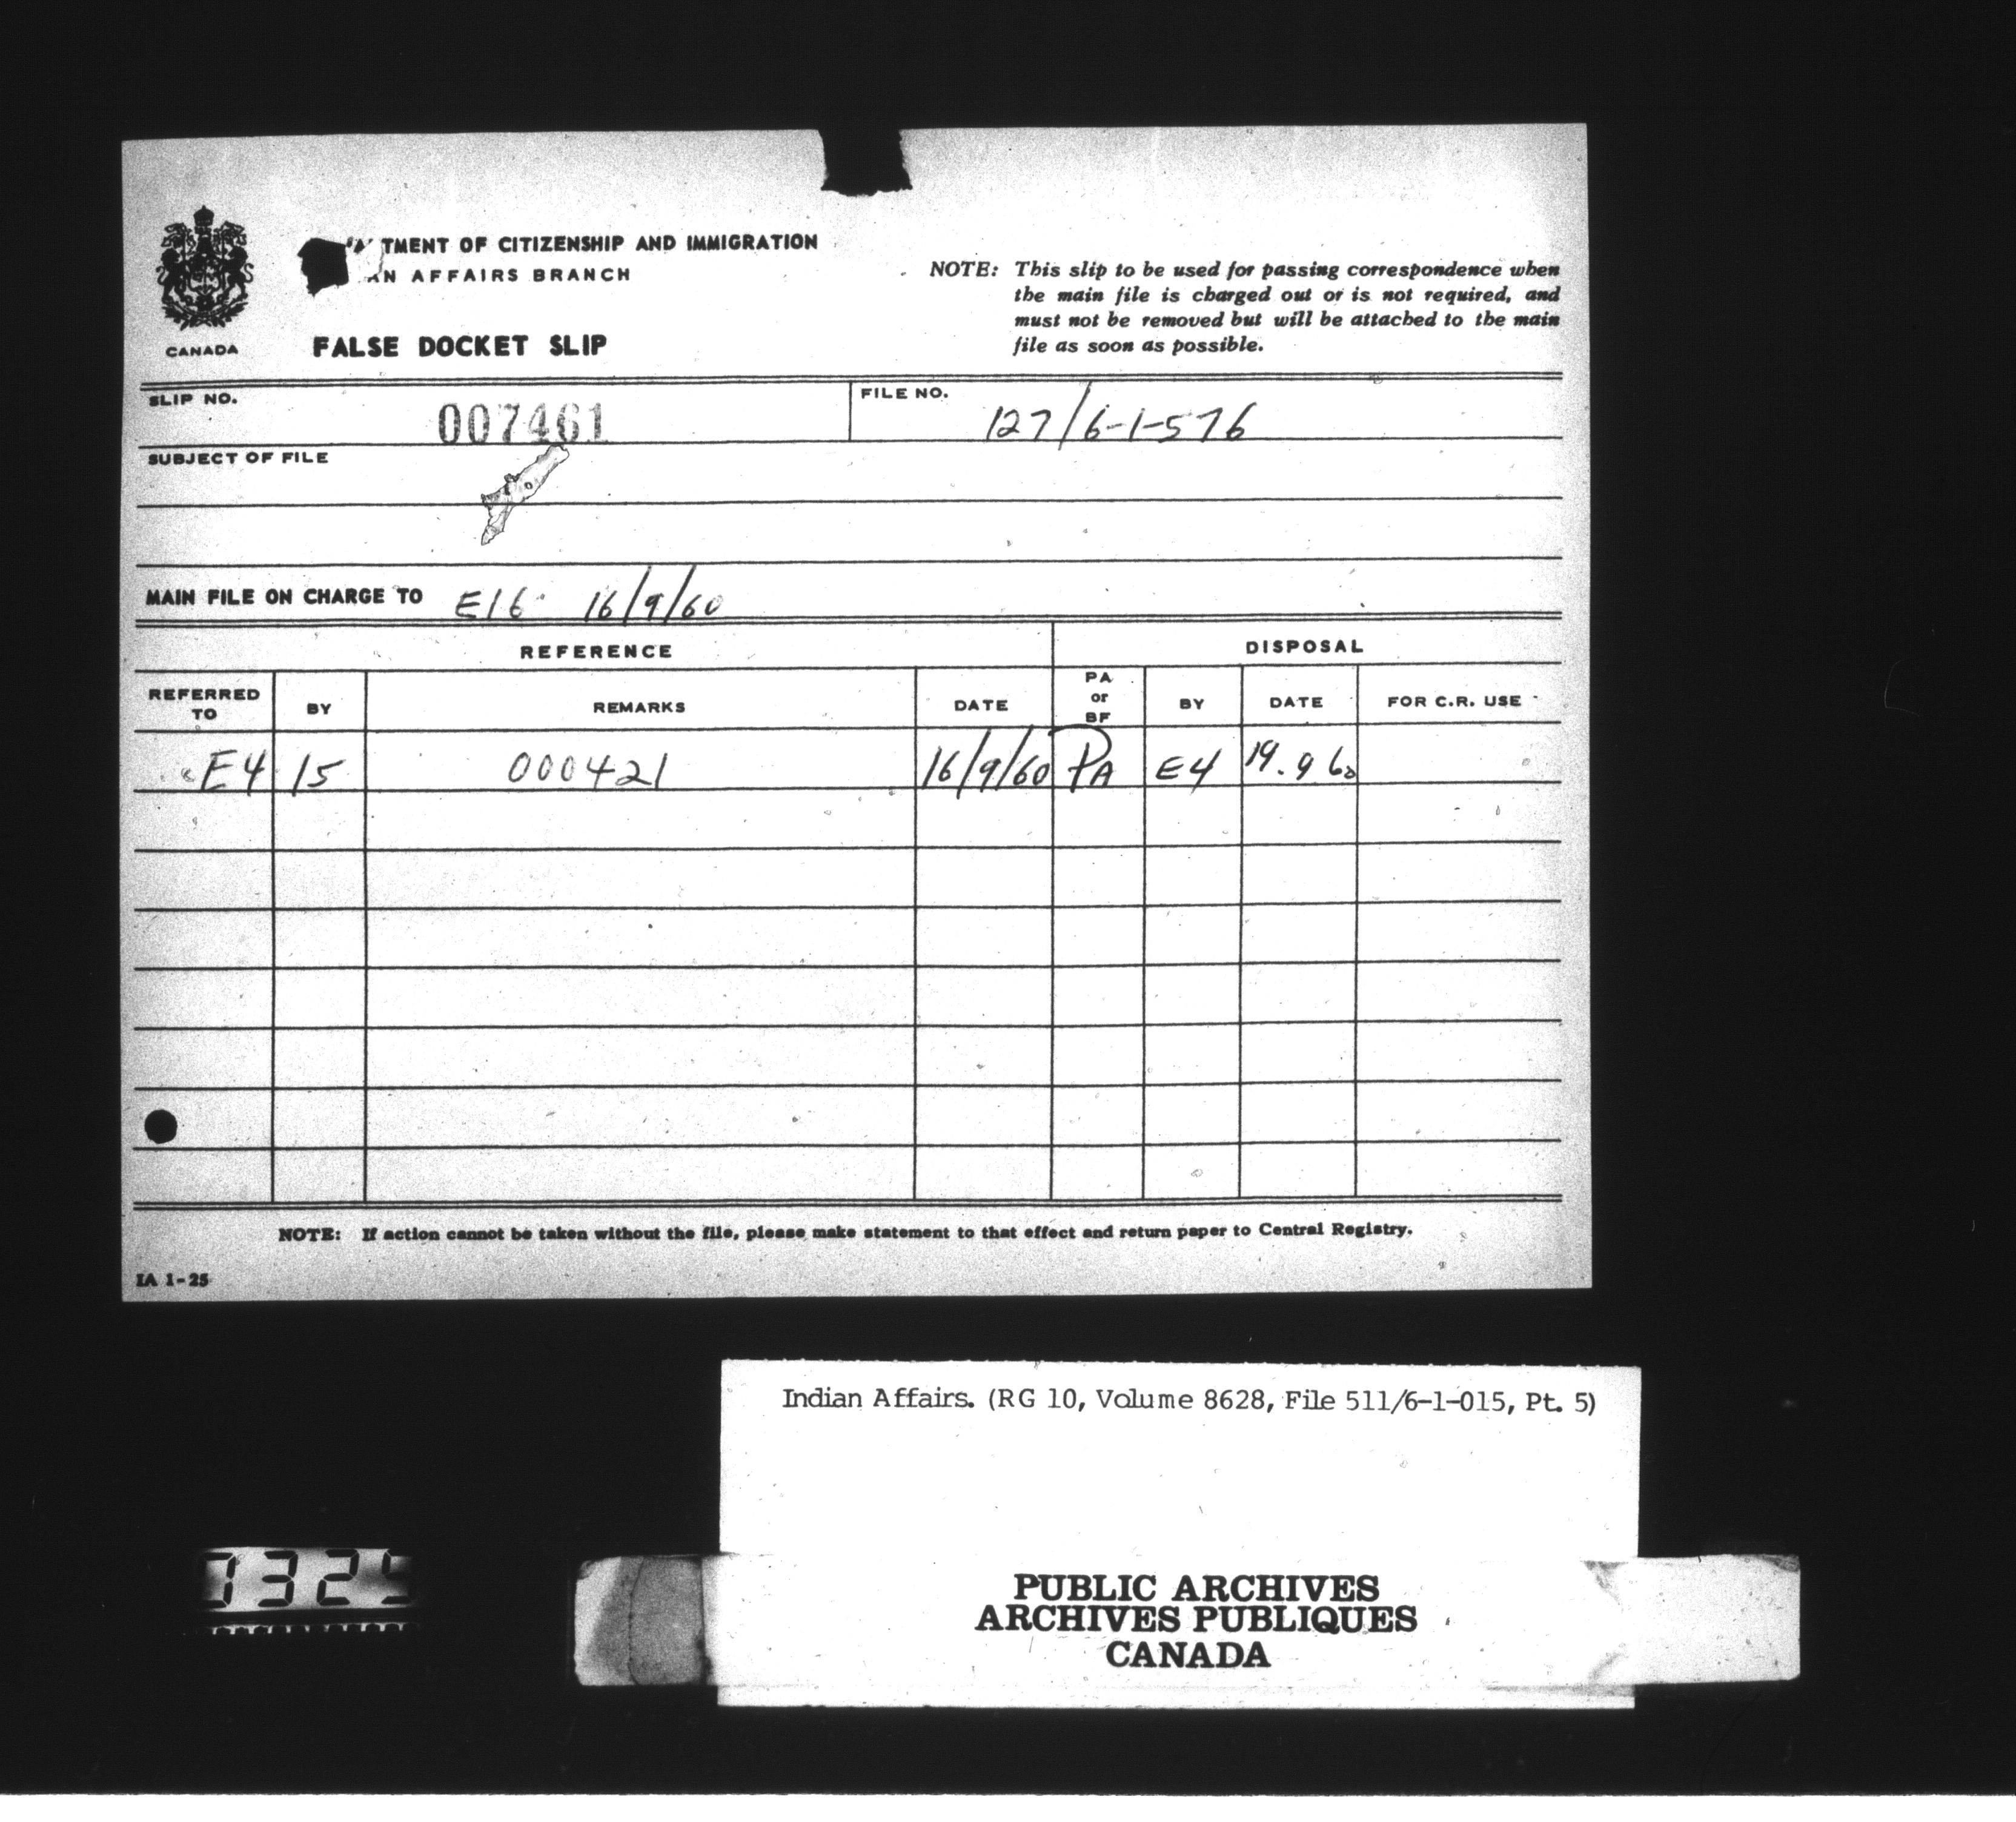 TMENT OF CITIZENSHIP AND IMMIGRATION
AN AFFAIRS BRANCH
CANADA
FALSE DOCKET SLIP
NOTE: This slip to be used for passing correspondence when
the main file is charged out or is not required, and
must not be removed but will be attached to the main
file as soon as possible.
SLIP NO. 007461 FILE NO. 127/6-1-576
SUBJECT OF FILE
MAIN FILE ON CHARGE TO E16 16/9/60
REFERENCE DISPOSAL
REFERRED TO BY REMARKS DATE PA or BF BY DATE FOR C.R. USE
E4 15 000421 16/9/60 PA E4 19.9 60
NOTE: If action cannot be taken without the file, please make statement to that effect and return paper to Central Registry.
IA 1-25
Indian Affairs. (RG 10, Volume 8628, File 511/6-1-015, Pt. 5)
PUBLIC ARCHIVES
ARCHIVES PUBLIQUES
CANADA